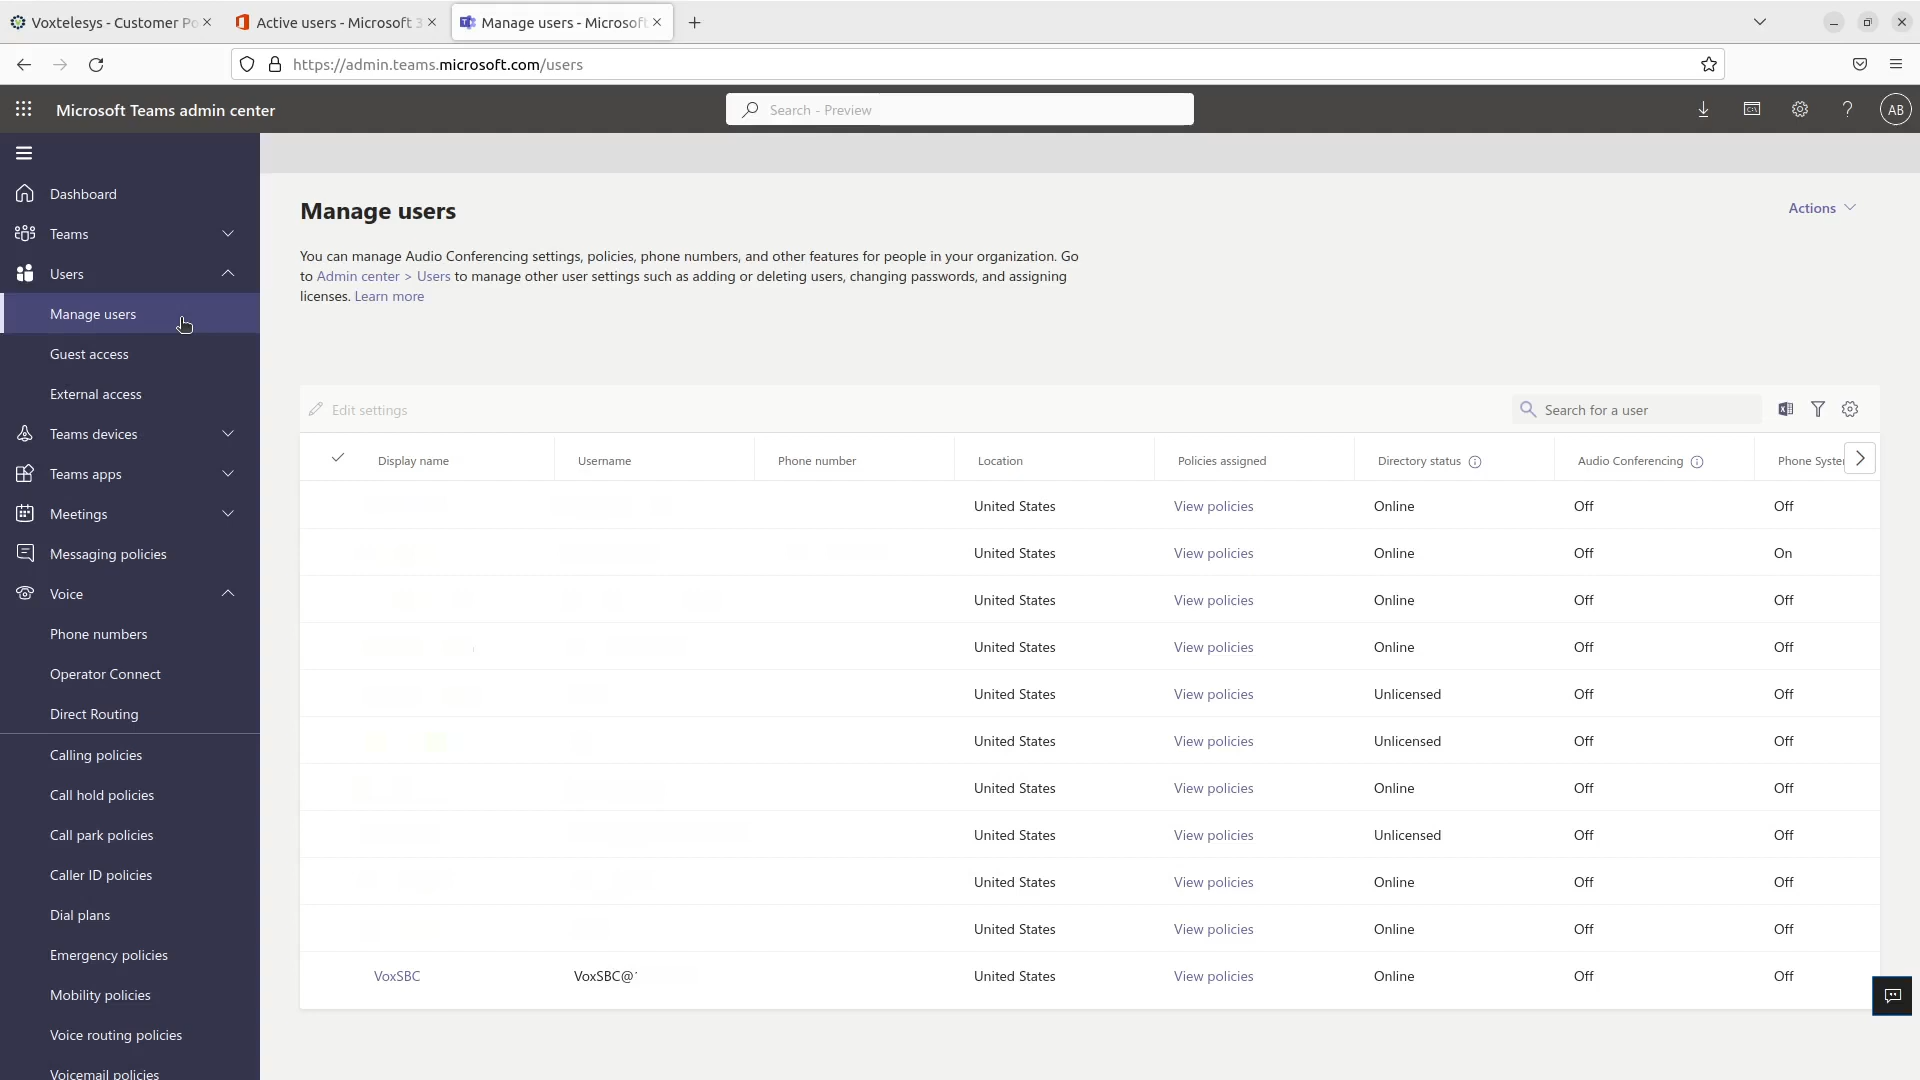 Voxtelesys - Customer Po
Active users - Microsoft 3
Manage users - Microsoft
https://admin.teams.microsoft.com/users
Microsoft Teams admin center
Search - Preview
AB
Dashboard
Teams
Users
Manage users
Guest access
External access
Teams devices
Teams apps
Meetings
Messaging policies
Voice
Phone numbers
Operator Connect
Direct Routing
Calling policies
Call hold policies
Call park policies
Caller ID policies
Dial plans
Emergency policies
Mobility policies
Voice routing policies
Voicemail policies
Manage users
Actions
You can manage Audio Conferencing settings, policies, phone numbers, and other features for people in your organization. Go
to Admin center > Users to manage other user settings such as adding or deleting users, changing passwords, and assigning
licenses. Learn more
Edit settings
Search for a user
Display name Username Phone number Location Policies assigned Directory status Audio Conferencing Phone Syste
United States View policies Online Off Off
United States View policies Online Off On
United States View policies Online Off Off
United States View policies Online Off Off
United States View policies Unlicensed Off Off
United States View policies Unlicensed Off Off
United States View policies Online Off Off
United States View policies Unlicensed Off Off
United States View policies Online Off Off
United States View policies Online Off Off
VoxSBC VoxSBC@ United States View policies Online Off Off